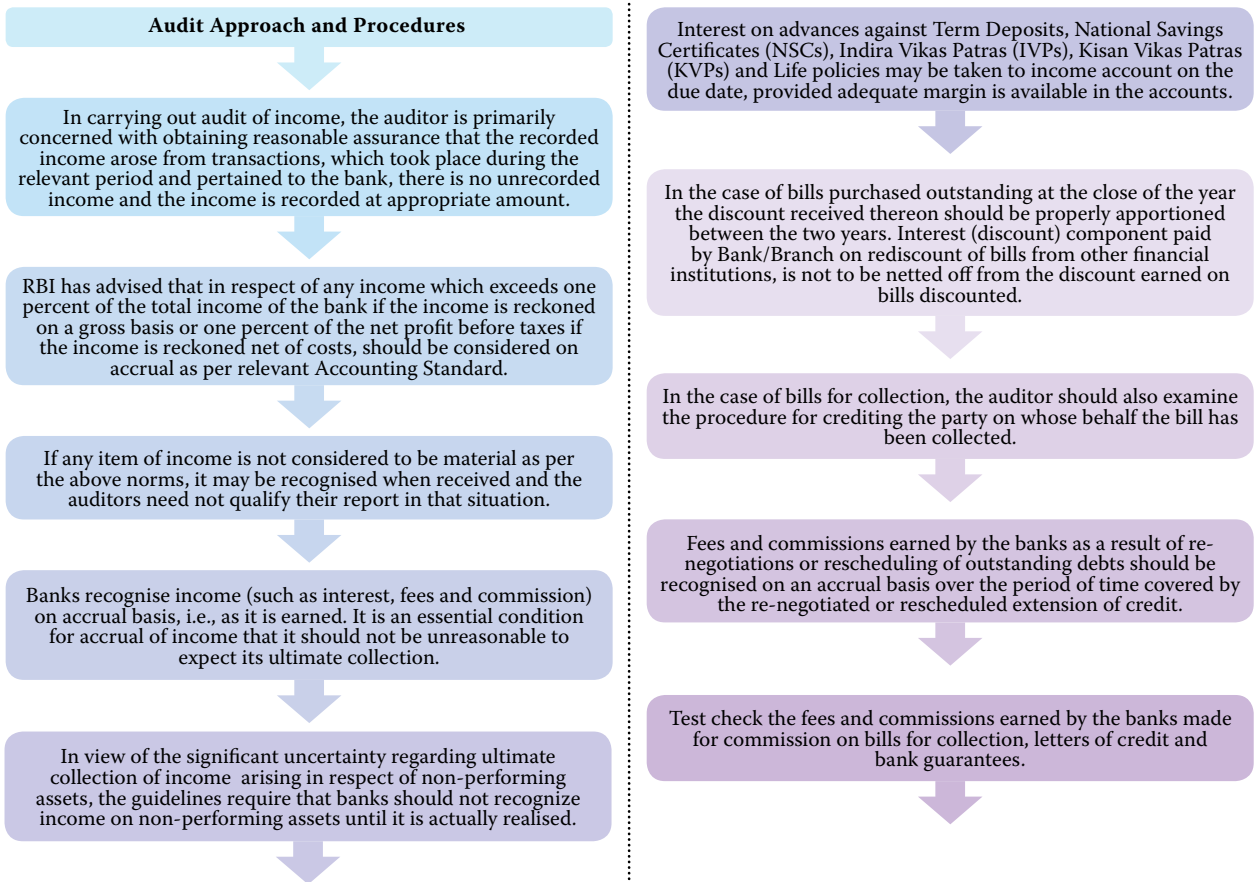 Audit Approach and Procedures
In carrying out audit of income, the auditor is primarily
concerned with obtaining reasonable assurance that the recorded
income arose from transactions, which took place during the
relevant period and pertained to the bank, there is no unrecorded
income and the income is recorded at appropriate amount.
RBI has advised that in respect of any income which exceeds one
percent of the total income of the bank if the income is reckoned
on a gross basis or one percent of the net profit before taxes if
the income is reckoned net of costs, should be considered on
accrual as per relevant Accounting Standard.
If any item of income is not considered to be material as per
the above norms, it may be recognised when received and the
auditors need not qualify their report in that situation.
Banks recognise income (such as interest, fees and commission)
on accrual basis, i.e., as it is earned. It is an essential condition
for accrual of income that it should not be unreasonable to
expect its ultimate collection.
In view of the significant uncertainty regarding ultimate
collection of income arising in respect of non-performing
assets, the guidelines require that banks should not recognize
income on non-performing assets until it is actually realised.
Interest on advances against Term Deposits, National Savings
Certificates (NSCs), Indira Vikas Patras (IVPs), Kisan Vikas Patras
(KVPs) and Life policies may be taken to income account on the
due date, provided adequate margin is available in the accounts.
In the case of bills purchased outstanding at the close of the year
the discount received thereon should be properly apportioned
between the two years. Interest (discount) component paid
by Bank/Branch on rediscount of bills from other financial
institutions, is not to be netted off from the discount earned on
bills discounted.
In the case of bills for collection, the auditor should also examine
the procedure for crediting the party on whose behalf the bill has
been collected.
Fees and commissions earned by the banks as a result of re-
negotiations or rescheduling of outstanding debts should be
recognised on an accrual basis over the period of time covered by
the re-negotiated or rescheduled extension of credit.
Test check the fees and commissions earned by the banks made
for commission on bills for collection, letters of credit and
bank guarantees.